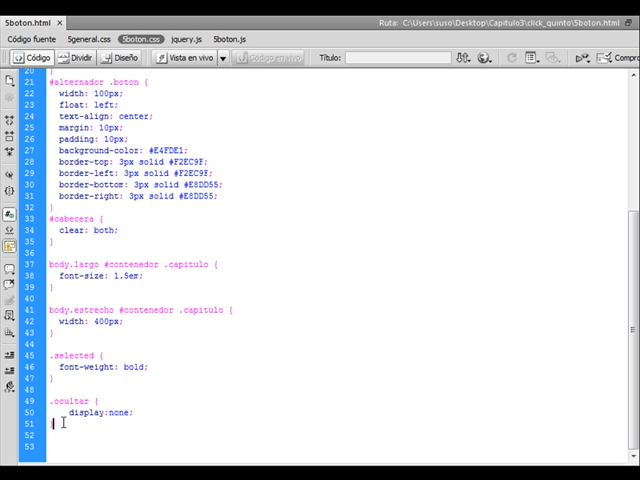 5boton.html
Ruta: C:\Users\suso\Desktop\Capitulo3\click_quinto\5boton.html
Código fuente 5general.css 5boton.css jquery.js 5boton.js
Código Dividir Diseño Vista en vivo Código en vivo Título: Compro
20 }
21 #alternador .boton {
22 width: 100px;
23 float: left;
24 text-align: center;
25 margin: 10px;
26 padding: 10px;
27 background-color: #E4FDE1;
28 border-top: 3px solid #F2EC9F;
29 border-left: 3px solid #F2EC9F;
30 border-bottom: 3px solid #E8DD55;
31 border-right: 3px solid #E8DD55;
32 }
33 #cabecera {
34 clear: both;
35 }
36
37 body.largo #contenedor .capitulo {
38 font-size: 1.5em;
39 }
40
41 body.estrecho #contenedor .capitulo {
42 width: 400px;
43 }
44
45 .selected {
46 font-weight: bold;
47 }
48
49 .ocultar {
50 display:none;
51 }
52
53